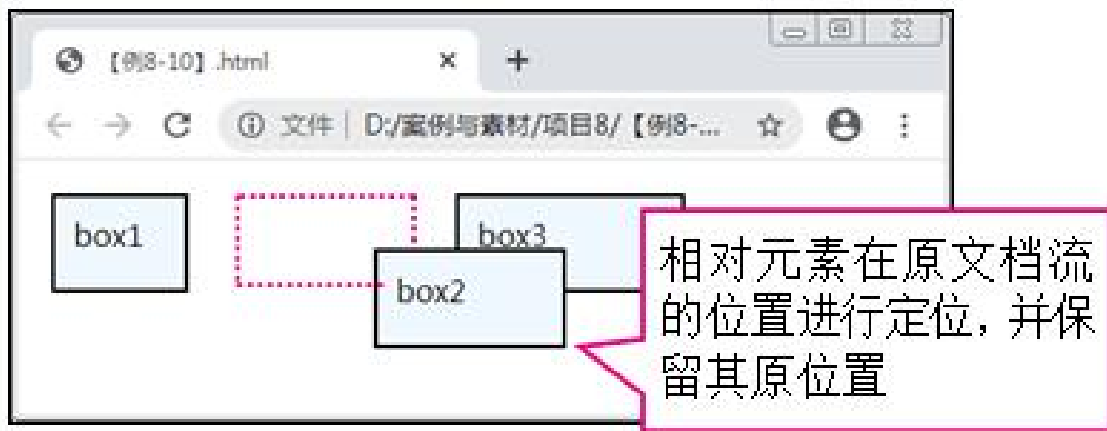 【例8-10】.html
文件 | D:/案例与素材/项目8/【例8-...
box1
box3
box2
相对元素在原文档流
的位置进行定位，并保
留其原位置